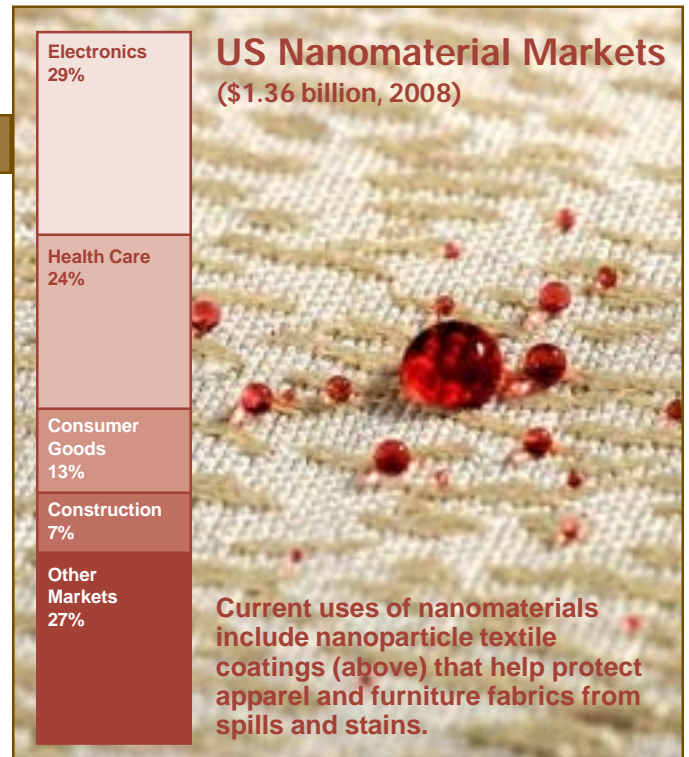 US Nanomaterial Markets
($1.36 billion, 2008)
Electronics
29%
Health Care
24%
Consumer
Goods
13%
Construction
7%
Other
Markets
27%
Current uses of nanomaterials
include nanoparticle textile
coatings (above) that help protect
apparel and furniture fabrics from
spills and stains.